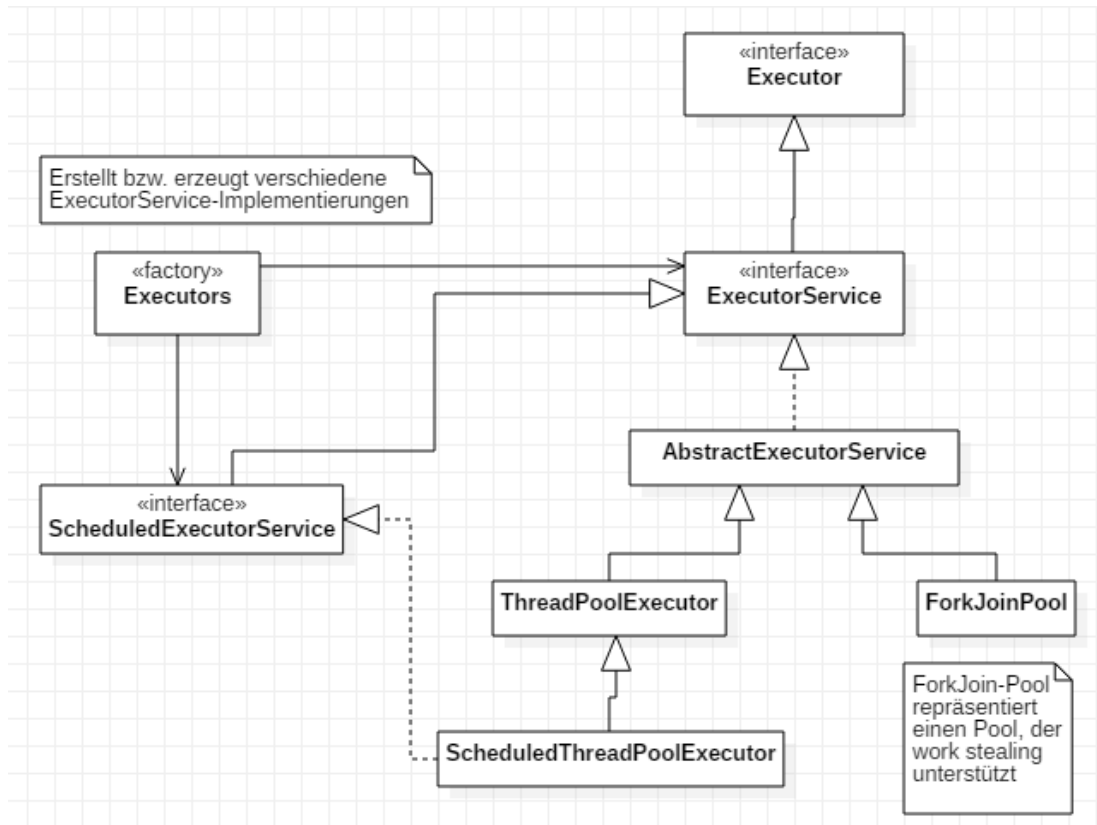 «interface»
Executor
Erstellt bzw. erzeugt verschiedene
ExecutorService-Implementierungen
«factory»
Executors
«interface»
ExecutorService
AbstractExecutorService
«interface»
ScheduledExecutorService
ThreadPoolExecutor
ForkJoinPool
ForkJoin-Pool
repräsentiert
einen Pool, der
work stealing
unterstützt
ScheduledThreadPoolExecutor